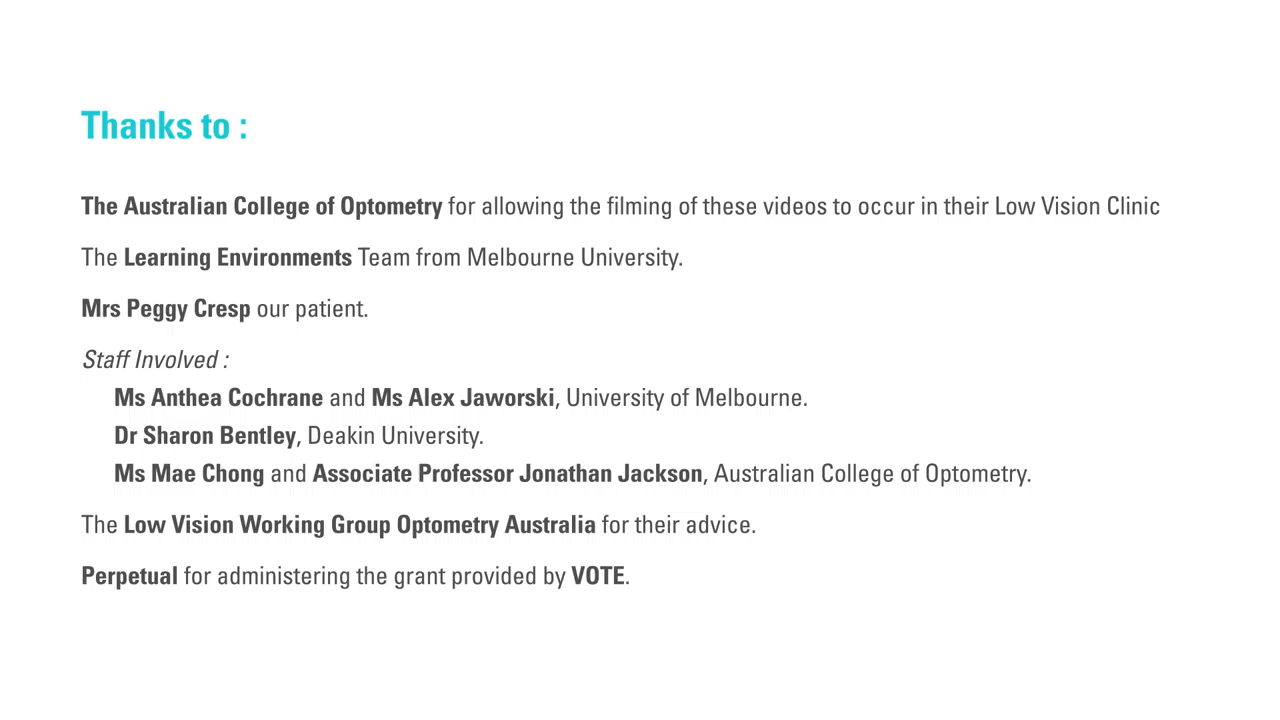 Thanks to :
The Australian College of Optometry for allowing the filming of these videos to occur in their Low Vision Clinic
The Learning Environments Team from Melbourne University.
Mrs Peggy Cresp our patient.
Staff Involved :
Ms Anthea Cochrane and Ms Alex Jaworski, University of Melbourne.
Dr Sharon Bentley, Deakin University.
Ms Mae Chong and Associate Professor Jonathan Jackson, Australian College of Optometry.
The Low Vision Working Group Optometry Australia for their advice.
Perpetual for administering the grant provided by VOTE.